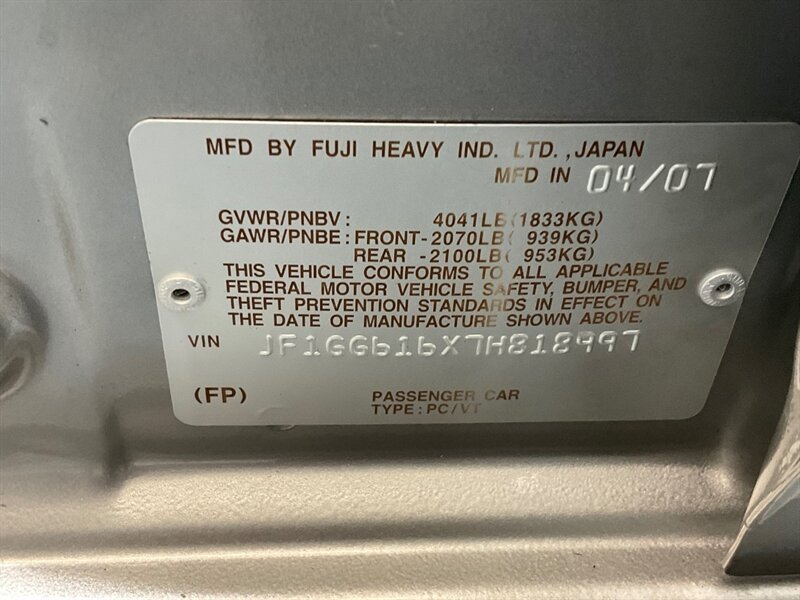 MFD BY FUJI HEAVY IND. LTD. ,JAPAN
MFD IN 04/07
GVWR/PNBV: 4041LB(1833KG)
GAWR/PNBE: FRONT-2070LB( 939KG)
REAR -2100LB( 953KG)
THIS VEHICLE CONFORMS TO ALL APPLICABLE
FEDERAL MOTOR VEHICLE SAFETY, BUMPER, AND
THEFT PREVENTION STANDARDS IN EFFECT ON
THE DATE OF MANUFACTURE SHOWN ABOVE.
VIN JF1GG616X7H818997
(FP) PASSENGER CAR
TYPE: PC/VT